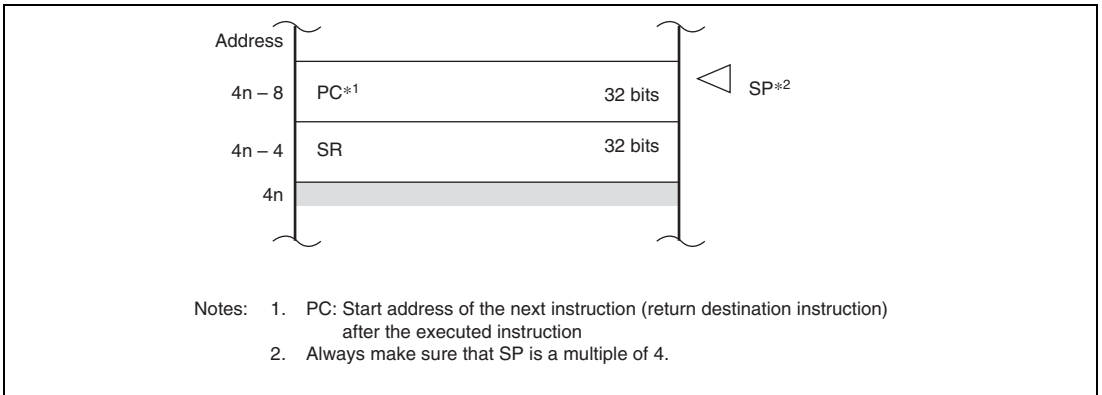 Address
4n – 8 PC*1 32 bits SP*2
4n – 4 SR 32 bits
4n
Notes: 1. PC: Start address of the next instruction (return destination instruction)
after the executed instruction
2. Always make sure that SP is a multiple of 4.